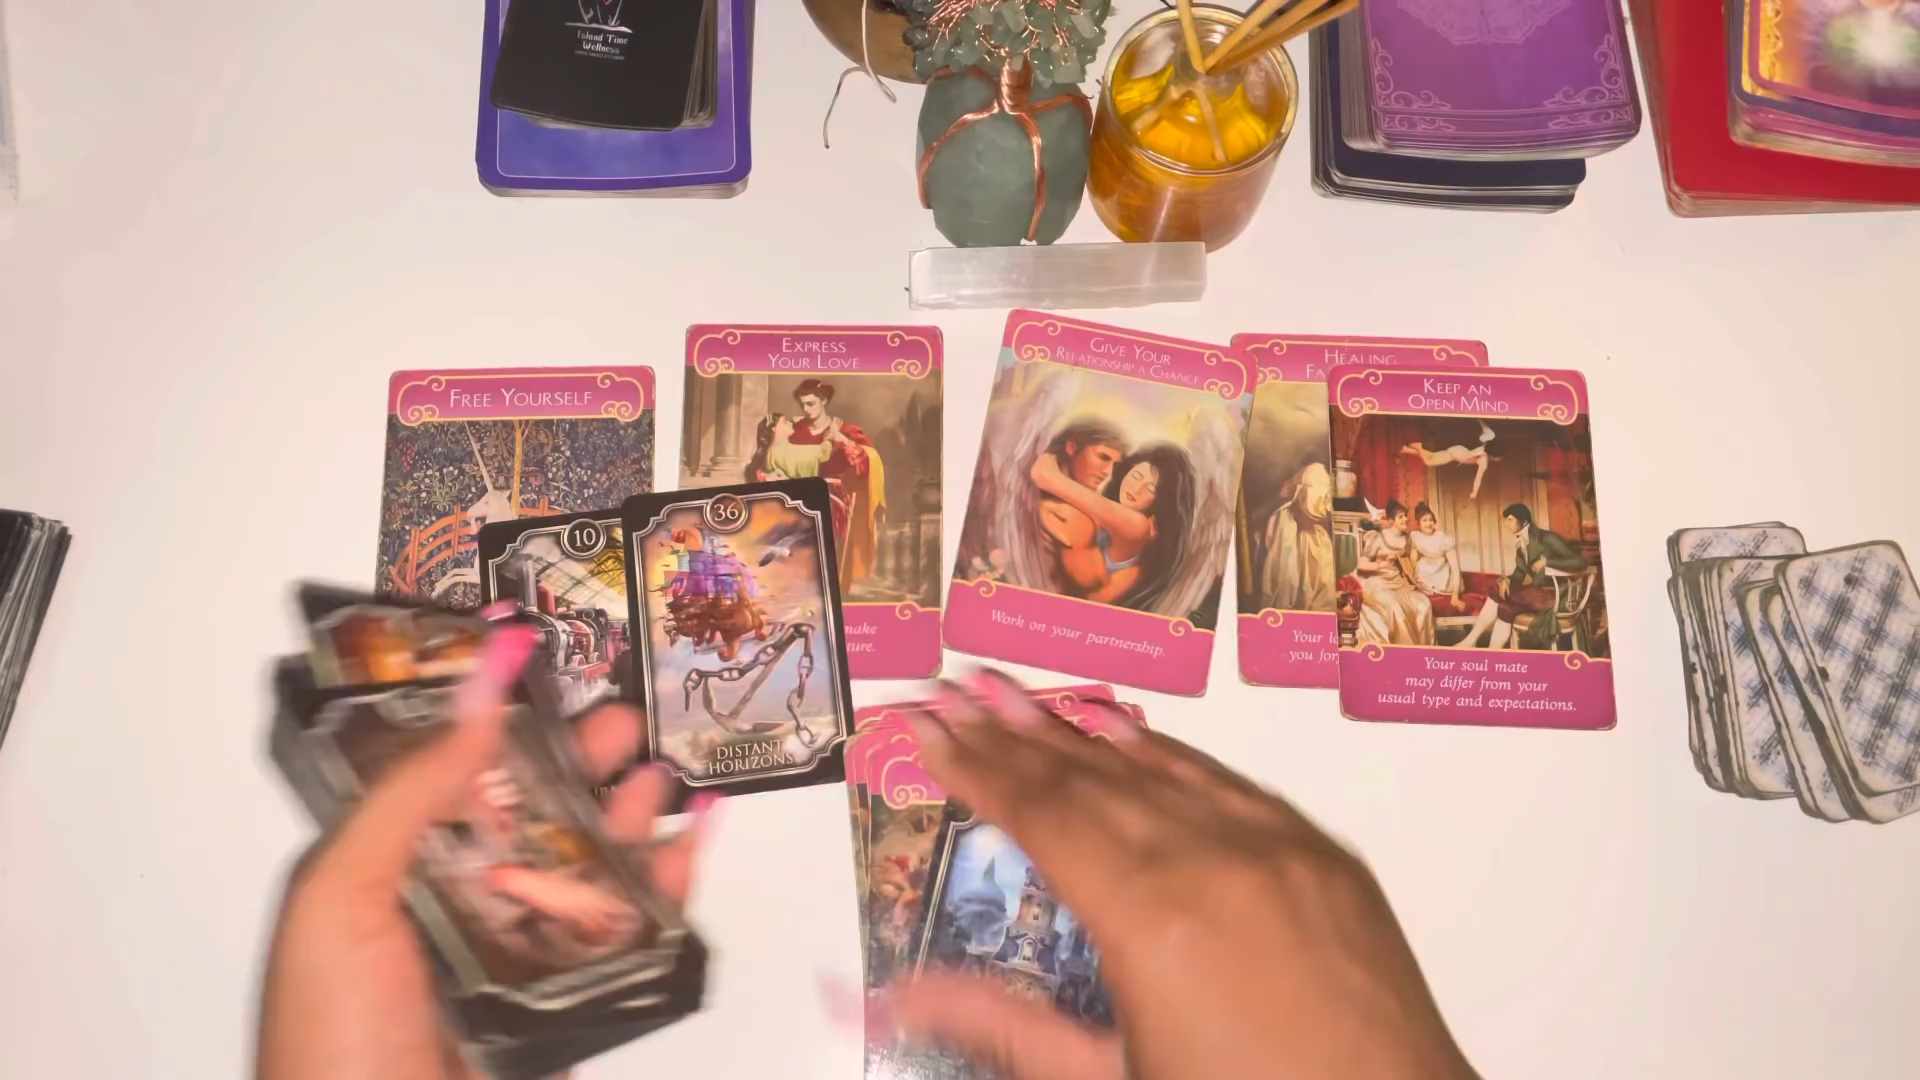 Island Time
Wellness
FREE YOURSELF
EXPRESS
YOUR LOVE
GIVE YOUR
RELATIONSHIP A CHANCE
HEALING
KEEP AN
OPEN MIND
10
36
DISTANT
HORIZONS
Work on your partnership.
Your
you
Your soul mate
may differ from your
usual type and expectations.